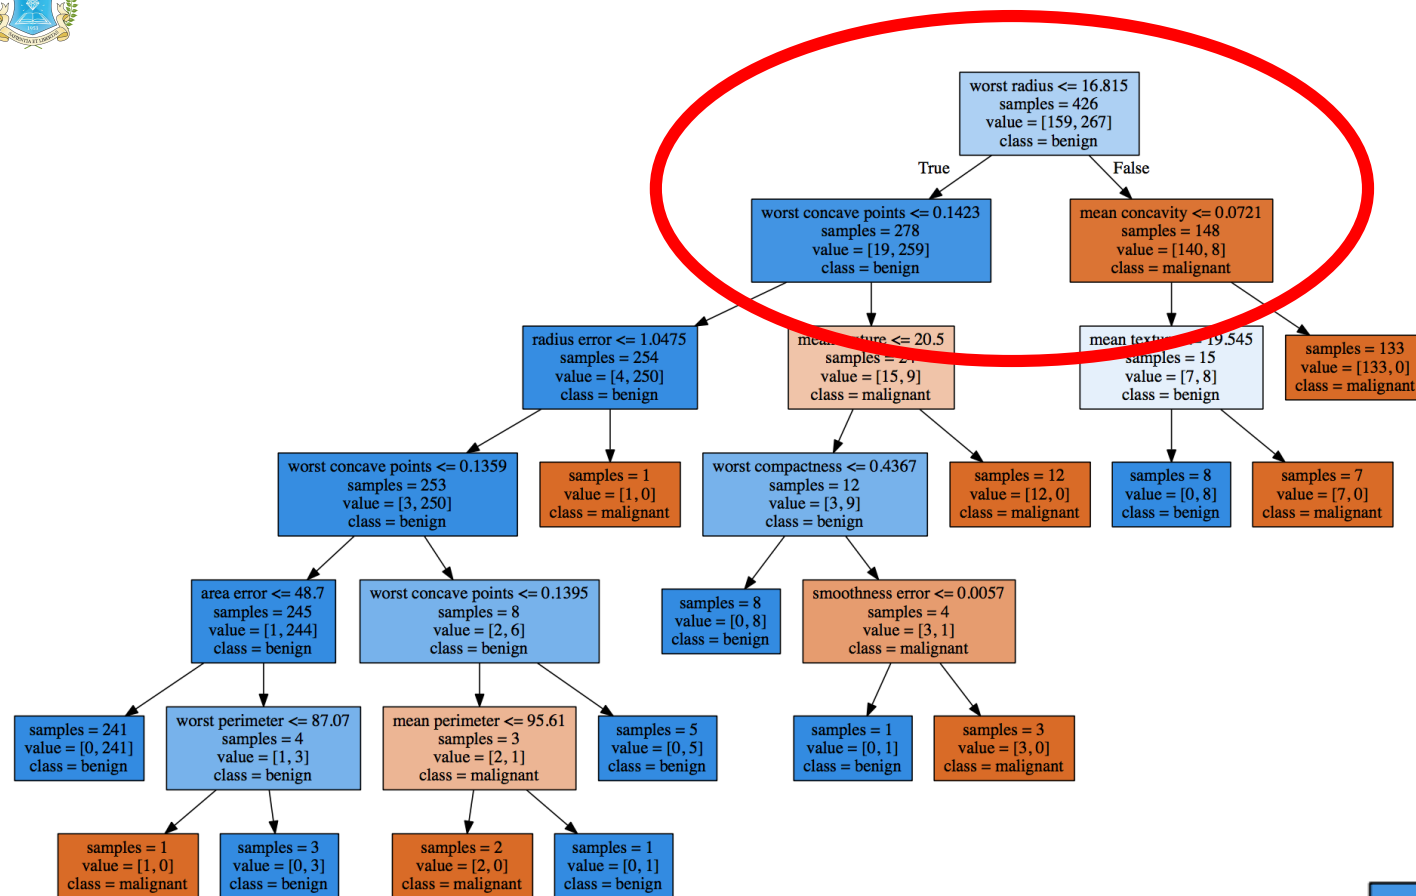 worst radius <= 16.815
samples = 426
value = [159, 267]
class = benign
True
False
worst concave points <= 0.1423
samples = 278
value = [19, 259]
class = benign
mean concavity <= 0.0721
samples = 148
value = [140, 8]
class = malignant
radius error <= 1.0475
samples = 254
value = [4, 250]
class = benign
<= 20.5
samples =
value = [15, 9]
class = malignant
mean
19.545
samples = 15
value = [7, 8]
class = benign
samples = 133
value = [133, 0]
class = malignant
worst concave points <= 0.1359
samples = 253
value = [3, 250]
class = benign
samples = 1
value = [1, 0]
class = malignant
worst compactness <= 0.4367
samples = 12
value = [3, 9]
class = benign
samples = 12
value = [12, 0]
class = malignant
samples = 8
value = [0, 8]
class = benign
samples = 7
value = [7, 0]
class = malignant
area error <= 48.7
samples = 245
value = [1, 244]
class = benign
worst concave points <= 0.1395
samples = 8
value = [2, 6]
class = benign
samples = 8
value = [0, 8]
class = benign
smoothness error <= 0.0057
samples = 4
value = [3, 1]
class = malignant
samples = 241
value = [0, 241]
class = benign
worst perimeter <= 87.07
samples = 4
value = [1, 3]
class = benign
mean perimeter <= 95.61
samples = 3
value = [2, 1]
class = malignant
samples = 5
value = [0, 5]
class = benign
samples = 1
value = [0, 1]
class = benign
samples = 3
value = [3, 0]
class = malignant
samples = 1
value = [1, 0]
class = malignant
samples = 3
value = [0, 3]
class = benign
samples = 2
value = [2, 0]
class = malignant
samples = 1
value = [0, 1]
class = benign